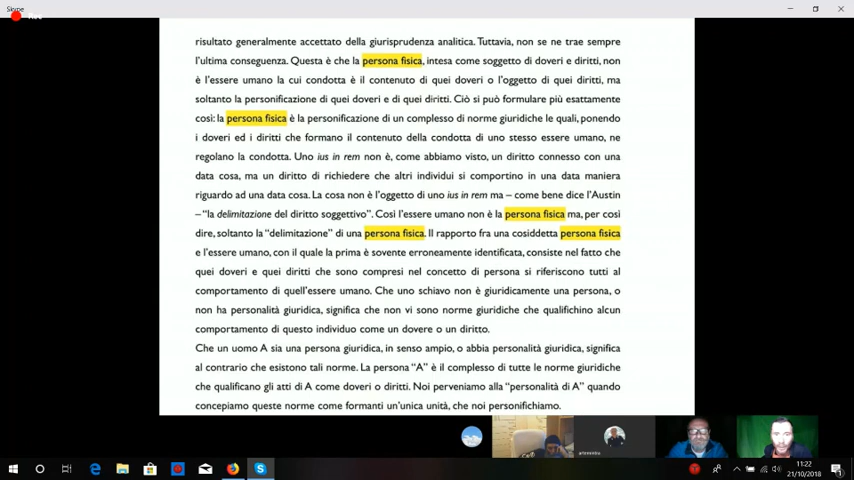 Skype
Rec
risultato generalmente accettato della giurisprudenza analitica. Tuttavia, non se ne trae sempre
l'ultima conseguenza. Questa è che la persona fisica, intesa come soggetto di doveri e diritti, non
è l'essere umano la cui condotta è il contenuto di quei doveri o l'oggetto di quei diritti, ma
soltanto la personificazione di quei doveri e di quei diritti. Ciò si può formulare più esattamente
così: la persona fisica è la personificazione di un complesso di norme giuridiche le quali, ponendo
i doveri ed i diritti che formano il contenuto della condotta di uno stesso essere umano, ne
regolano la condotta. Uno ius in rem non è, come abbiamo visto, un diritto connesso con una
data cosa, ma un diritto di richiedere che altri individui si comportino in una data maniera
riguardo ad una data cosa. La cosa non è l'oggetto di uno ius in rem ma – come bene dice l'Austin
– "la delimitazione del diritto soggettivo". Così l'essere umano non è la persona fisica ma, per così
dire, soltanto la "delimitazione" di una persona fisica. Il rapporto fra una cosiddetta persona fisica
e l'essere umano, con il quale la prima è sovente erroneamente identificata, consiste nel fatto che
quei doveri e quei diritti che sono compresi nel concetto di persona si riferiscono tutti al
comportamento di quell'essere umano. Che uno schiavo non è giuridicamente una persona, o
non ha personalità giuridica, significa che non vi sono norme giuridiche che qualifichino alcun
comportamento di questo individuo come un dovere o un diritto.
Che un uomo A sia una persona giuridica, in senso ampio, o abbia personalità giuridica, significa
al contrario che esistono tali norme. La persona "A" è il complesso di tutte le norme giuridiche
che qualificano gli atti di A come doveri o diritti. Noi perveniamo alla "personalità di A" quando
concepiamo queste norme come formanti un'unica unità, che noi personifichiamo.
11:22
21/10/2018